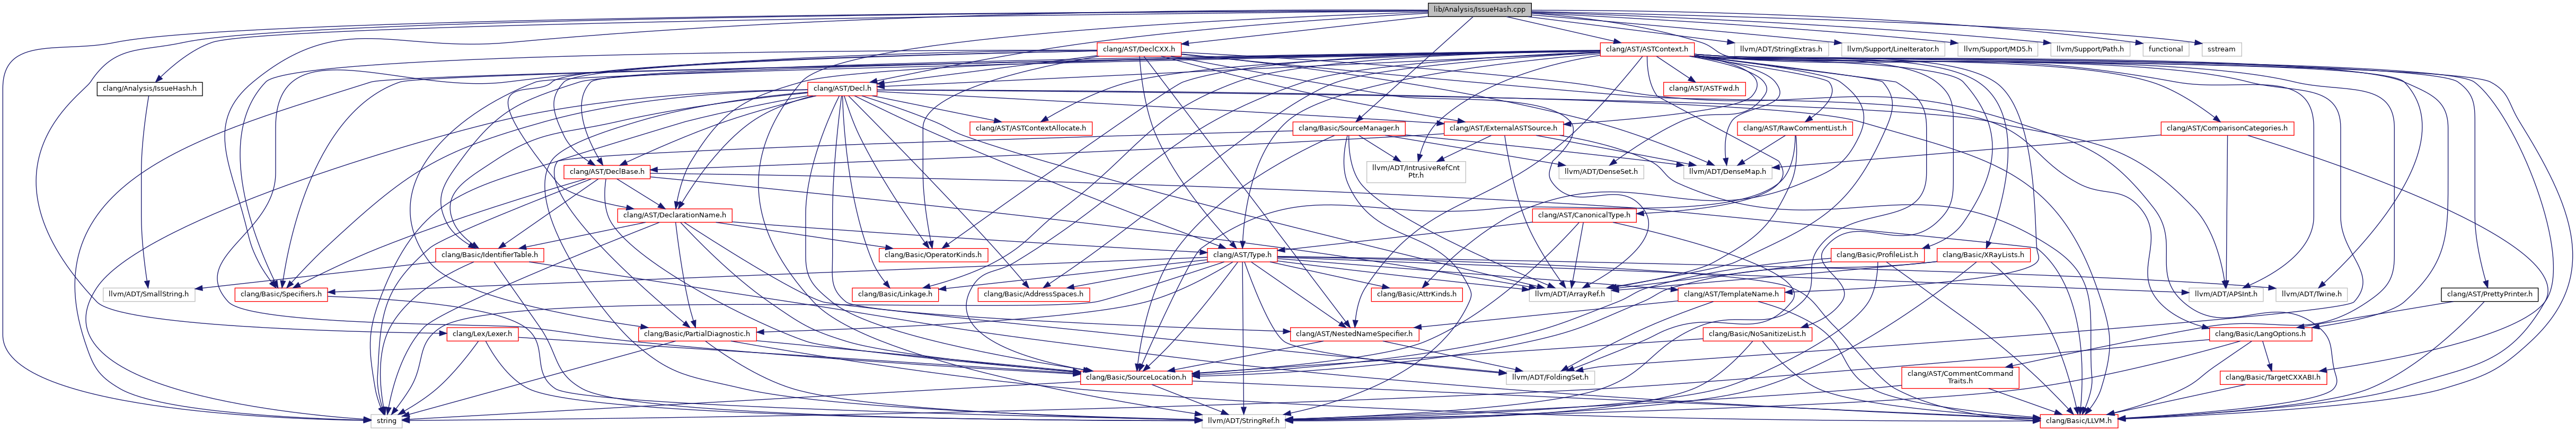 lib/Analysis/IssueHash.cpp
clang/AST/DeclCXX.h
clang/AST/ASTContext.h
llvm/ADT/StringExtras.h
llvm/Support/LineIterator.h
llvm/Support/MD5.h
llvm/Support/Path.h
functional
sstream
clang/Analysis/IssueHash.h
clang/AST/Decl.h
clang/AST/ASTFwd.h
clang/AST/ASTContextAllocate.h
clang/Basic/SourceManager.h
clang/AST/ExternalASTSource.h
clang/AST/RawCommentList.h
clang/AST/ComparisonCategories.h
clang/AST/DeclBase.h
llvm/ADT/IntrusiveRefCnt
Ptr.h
llvm/ADT/DenseSet.h
llvm/ADT/DenseMap.h
clang/AST/DeclarationName.h
clang/AST/CanonicalType.h
clang/Basic/IdentifierTable.h
clang/Basic/OperatorKinds.h
clang/AST/Type.h
clang/Basic/ProfileList.h
clang/Basic/XRayLists.h
llvm/ADT/SmallString.h
clang/Basic/Specifiers.h
clang/Basic/Linkage.h
clang/Basic/AddressSpaces.h
clang/Basic/AttrKinds.h
llvm/ADT/ArrayRef.h
clang/AST/TemplateName.h
llvm/ADT/APSInt.h
llvm/ADT/Twine.h
clang/AST/PrettyPrinter.h
clang/Lex/Lexer.h
clang/Basic/PartialDiagnostic.h
clang/AST/NestedNameSpecifier.h
clang/Basic/NoSanitizeList.h
clang/Basic/LangOptions.h
clang/Basic/SourceLocation.h
llvm/ADT/FoldingSet.h
clang/AST/CommentCommand
Traits.h
clang/Basic/TargetCXXABI.h
string
llvm/ADT/StringRef.h
clang/Basic/LLVM.h